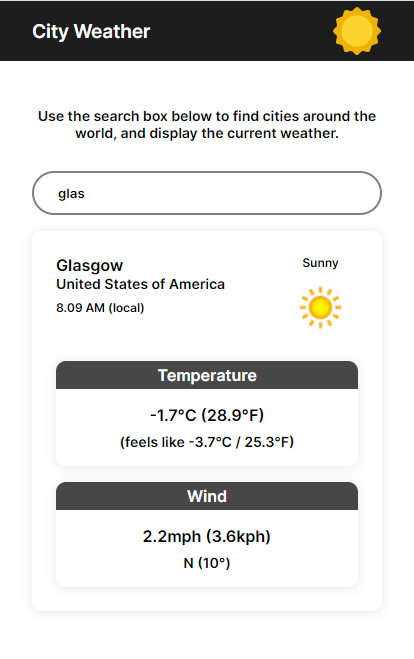 City Weather
Use the search box below to find cities around the
world, and display the current weather.
glas
Glasgow
United States of America
8.09 AM (local)
Sunny
Temperature
-1.7°C (28.9°F)
(feels like -3.7°C / 25.3°F)
Wind
2.2mph (3.6kph)
N (10°)